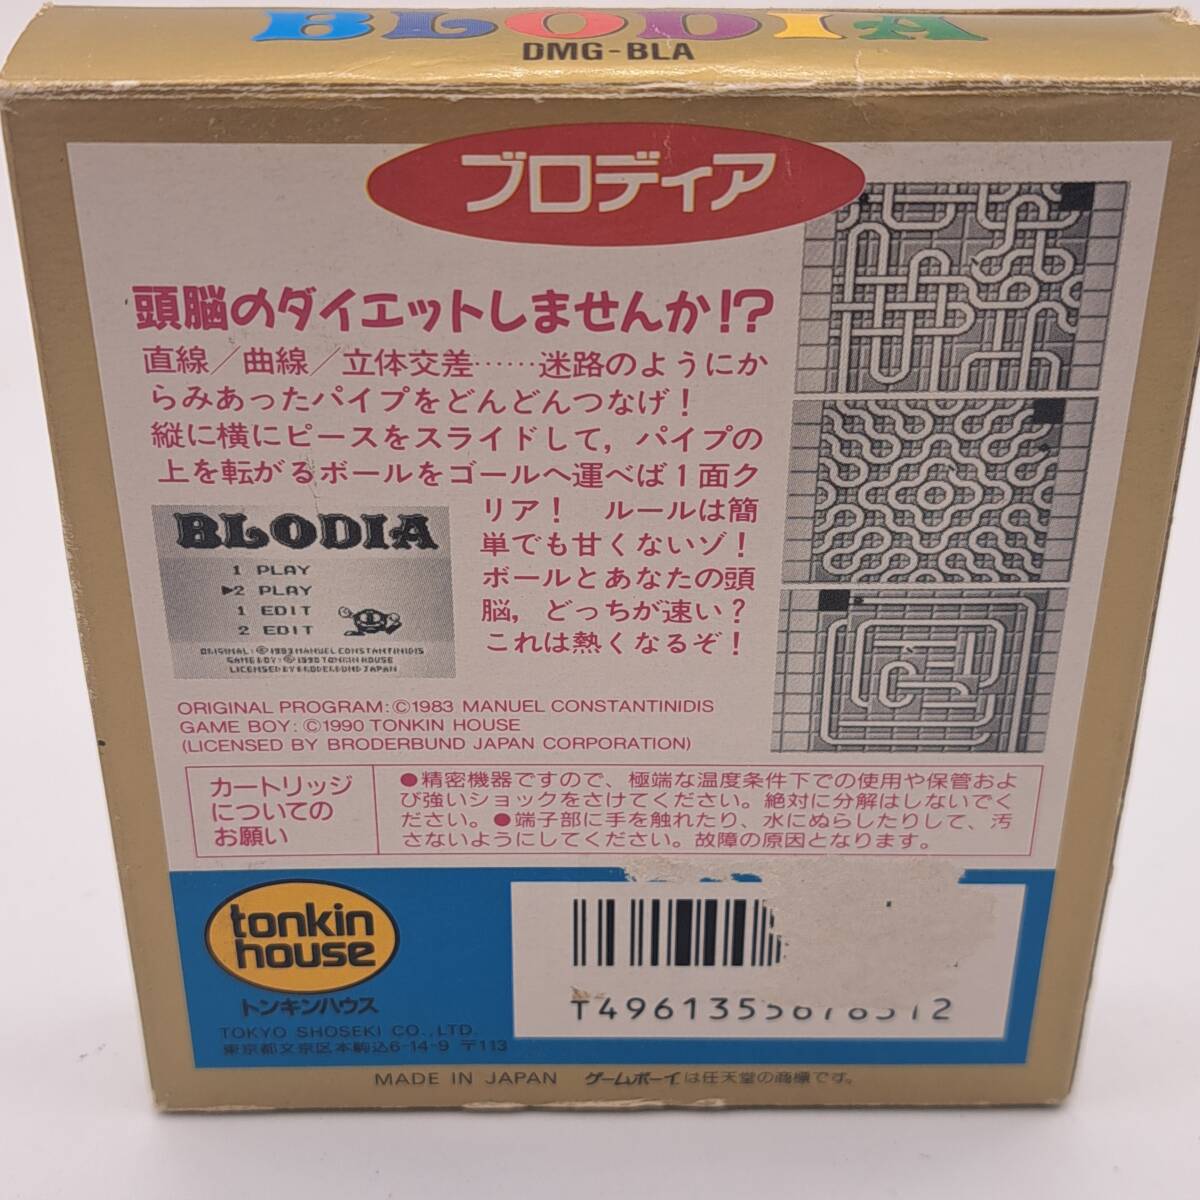 BLODIA
DMG-BLA
ブロディア
頭脳のダイエットしませんか!?
直線/曲線/立体交差……迷路のようにか
らみあったパイプをどんどんつなげ!
縦に横にピースをスライドして,パイプの
上を転がるボールをゴールへ運べば1面ク
リア! ルールは簡
単でも甘くないゾ!
ボールとあなたの頭
脳,どっちが速い?
これは熱くなるぞ!
BLODIA
1 PLAY
▶2 PLAY
1 EDIT
2 EDIT
ORIGINAL:©1983 MANUEL CONSTANTINIDIS
GAME BOY:©1990 TONKIN HOUSE
LICENSED BY BRODERBUND JAPAN
ORIGINAL PROGRAM:©1983 MANUEL CONSTANTINIDIS
GAME BOY:©1990 TONKIN HOUSE
(LICENSED BY BRODERBUND JAPAN CORPORATION)
カートリッジ
についての
お願い
●精密機器ですので、極端な温度条件下での使用や保管およ
び強いショックをさけてください。絶対に分解はしないでく
ださい。●端子部に手を触れたり、水にぬらしたりして、汚
さないようにしてください。故障の原因となります。
tonkin
house
トンキンハウス
TOKYO SHOSEKI CO.,LTD.
東京都文京区本駒込6-14-9 〒113
T4961355678512
MADE IN JAPAN ゲームボーイは任天堂の商標です。